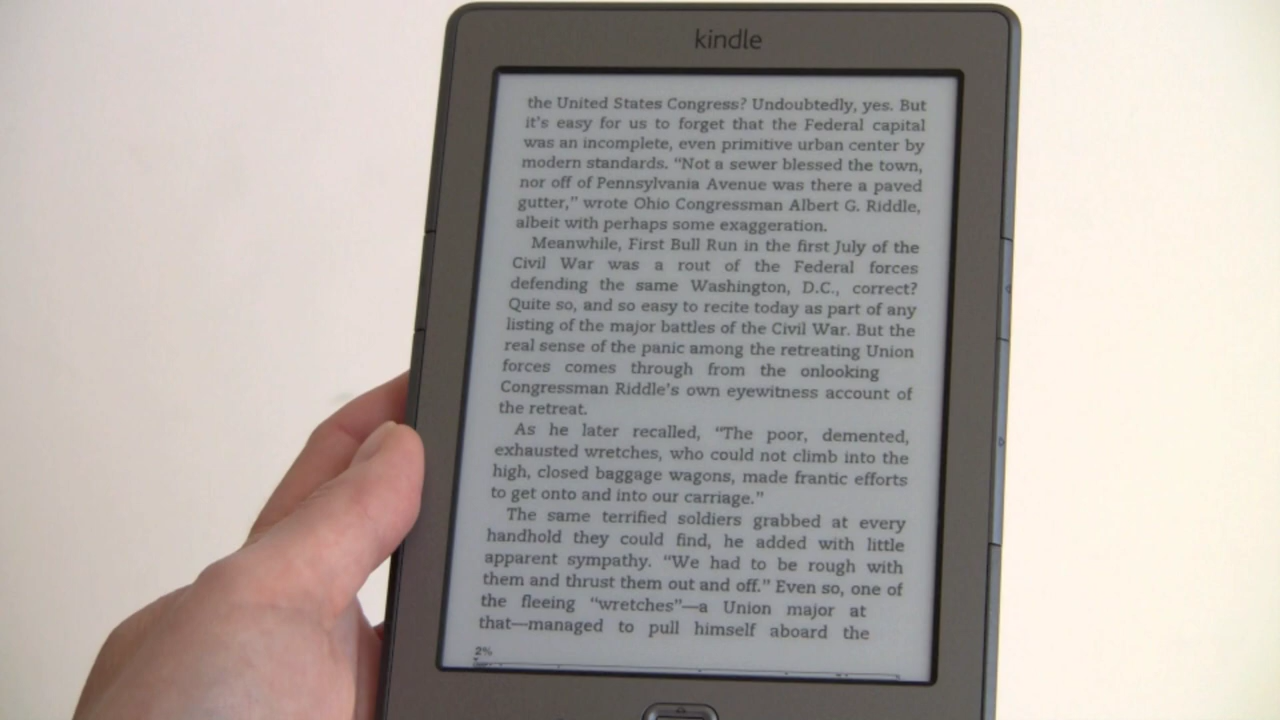 kindle
the United States Congress? Undoubtedly, yes. But
it's easy for us to forget that the Federal capital
was an incomplete, even primitive urban center by
modern standards. “Not a sewer blessed the town,
nor off of Pennsylvania Avenue was there a paved
gutter,” wrote Ohio Congressman Albert G. Riddle,
albeit with perhaps some exaggeration.
Meanwhile, First Bull Run in the first July of the
Civil War was a rout of the Federal forces
defending the same Washington, D.C., correct?
Quite so, and so easy to recite today as part of any
listing of the major battles of the Civil War. But the
real sense of the panic among the retreating Union
forces comes through from the onlooking
Congressman Riddle's own eyewitness account of
the retreat.
As he later recalled, “The poor, demented,
exhausted wretches, who could not climb into the
high, closed baggage wagons, made frantic efforts
to get onto and into our carriage.”
The same terrified soldiers grabbed at every
handhold they could find, he added with little
apparent sympathy. “We had to be rough with
them and thrust them out and off.” Even so, one of
the fleeing “wretches”—a Union major at
that—managed to pull himself aboard the
2%